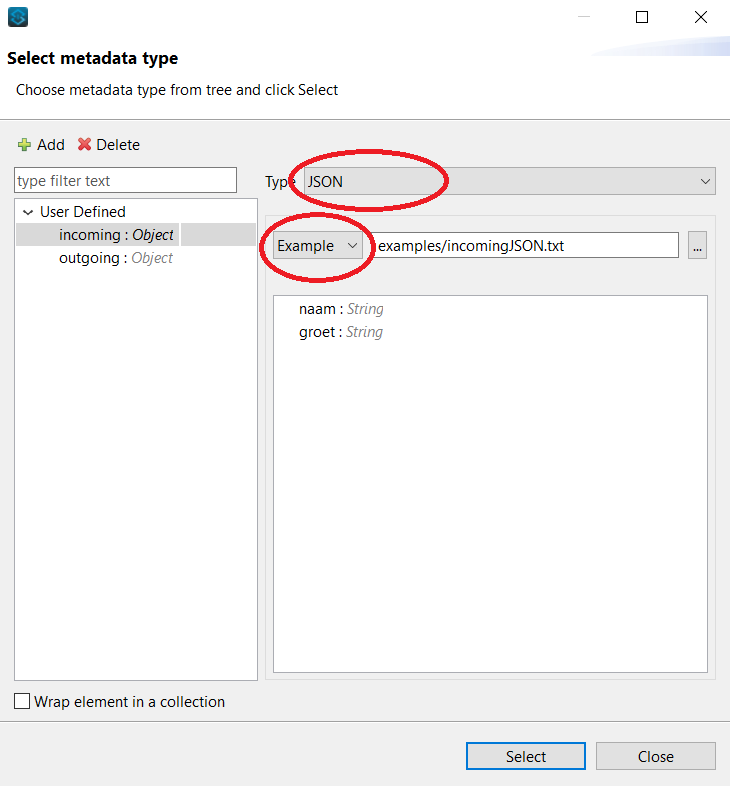 Select metadata type
Choose metadata type from tree and click Select
Add Delete
type filter text
Type JSON
User Defined
incoming : Object
outgoing : Object
Example examples/incomingJSON.txt ...
naam : String
groet : String
Wrap element in a collection
Select Close